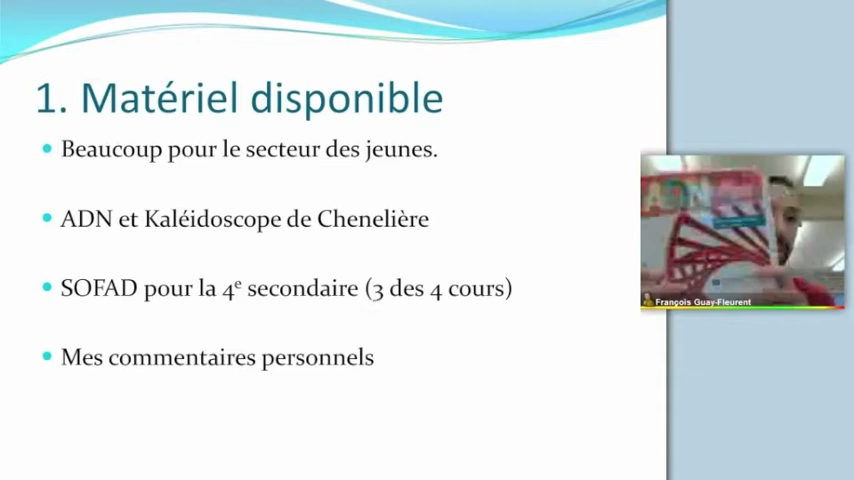 1. Matériel disponible
Beaucoup pour le secteur des jeunes.
ADN et Kaléidoscope de Chenelière
SOFAD pour la 4e secondaire (3 des 4 cours)
Mes commentaires personnels
ADN
François Guay-Fleurent